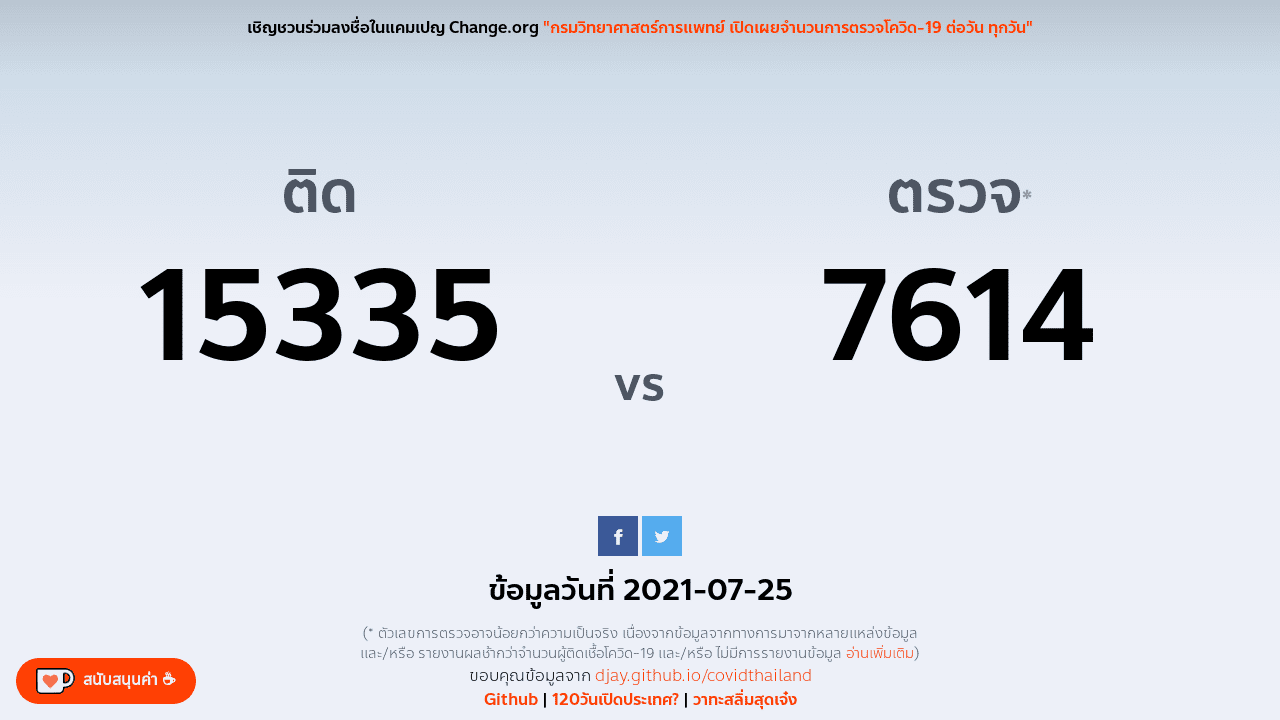 เชิญชวนร่วมลงชื่อในแคมเปญ Change.org "กรมวิทยาศาสตร์การแพทย์ เปิดเผยจำนวนการตรวจโควิด-19 ต่อวัน ทุกวัน"
ติด
ตรวจ*
15335
7614
vs
ข้อมูลวันที่ 2021-07-25
(* ตัวเลขการตรวจอาจน้อยกว่าความเป็นจริง เนื่องจากข้อมูลจากทางการมาจากหลายแหล่งข้อมูล
และ/หรือ รายงานผลช้ากว่าจำนวนผู้ติดเชื้อโควิด-19 และ/หรือ ไม่มีการรายงานข้อมูล อ่านเพิ่มเติม)
ขอบคุณข้อมูลจาก djay.github.io/covidthailand
Github | 120วันเปิดประเทศ? | วาทะสลิ่มสุดเจ๋ง
สนับสนุนค่า ☕